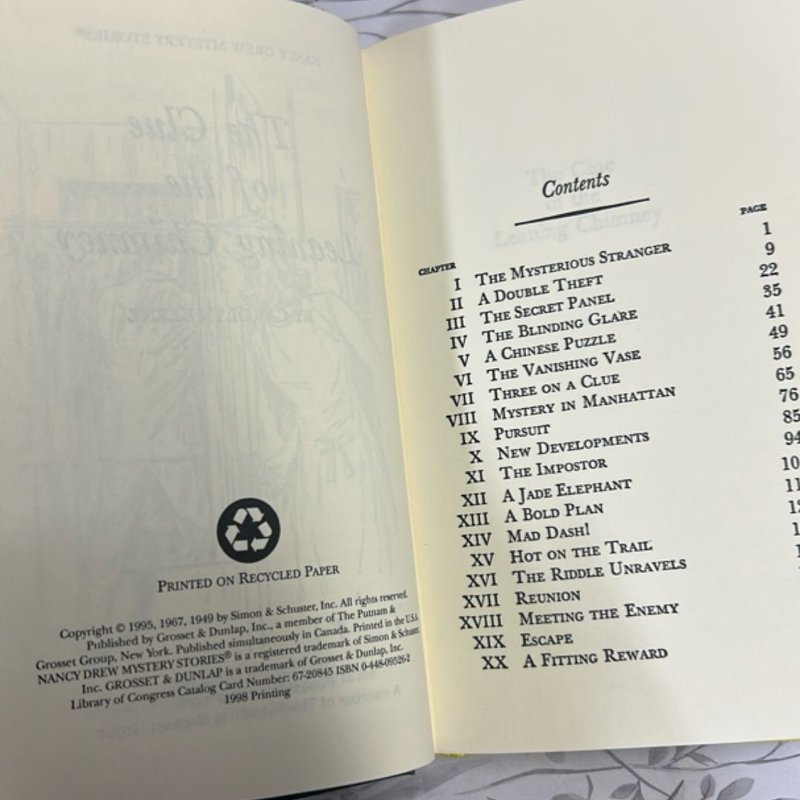 PRINTED ON RECYCLED PAPER
Copyright © 1995, 1967, 1949 by Simon & Schuster, Inc. All rights reserved.
Published by Grosset & Dunlap, Inc., a member of The Putnam &
Grosset Group, New York. Published simultaneously in Canada. Printed in the U.S.A.
NANCY DREW MYSTERY STORIES® is a registered trademark of Simon & Schuster,
Inc. GROSSET & DUNLAP is a trademark of Grosset & Dunlap, Inc.
Library of Congress Catalog Card Number: 67-20845 ISBN 0-448-09526-2
1998 Printing
Contents
CHAPTER PAGE
I THE MYSTERIOUS STRANGER 1
II A DOUBLE THEFT 9
III THE SECRET PANEL 22
IV THE BLINDING GLARE 35
V A CHINESE PUZZLE 41
VI THE VANISHING VASE 49
VII THREE ON A CLUE 56
VIII MYSTERY IN MANHATTAN 65
IX PURSUIT 76
X NEW DEVELOPMENTS 85
XI THE IMPOSTOR 94
XII A JADE ELEPHANT
XIII A BOLD PLAN
XIV MAD DASH!
XV HOT ON THE TRAIL
XVI THE RIDDLE UNRAVELS
XVII REUNION
XVIII MEETING THE ENEMY
XIX ESCAPE
XX A FITTING REWARD